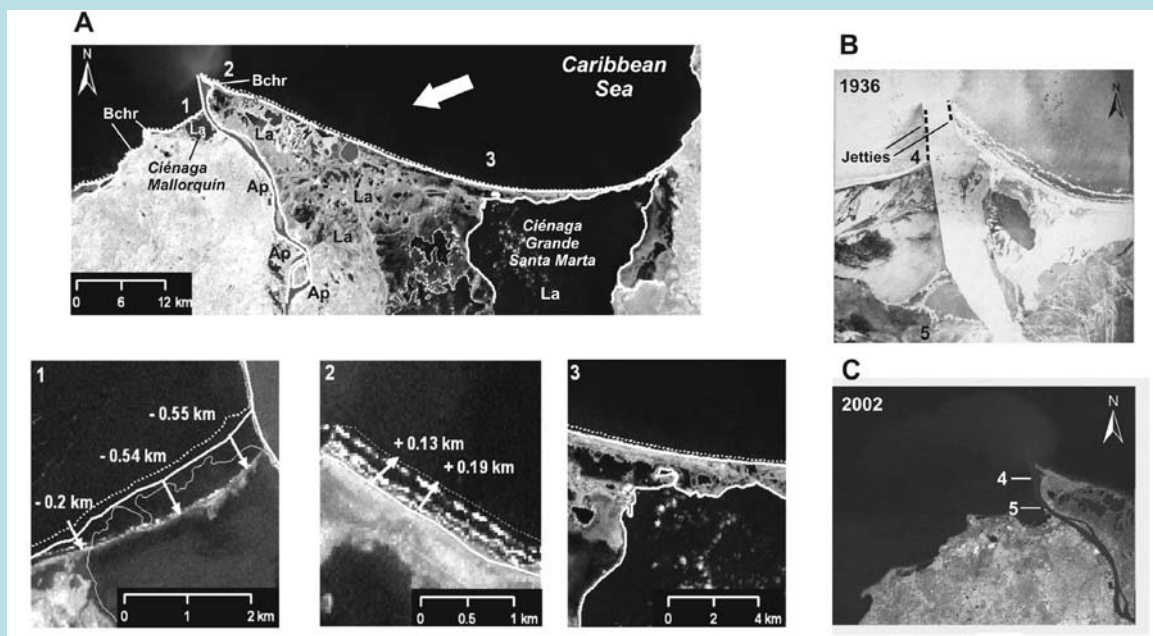 A
N
2
Bchr
Caribbean
Sea
1
Bchr
La
La
3
Ciénaga
Mallorquín
Ap
La
La
Ciénaga
Grande
Santa Marta
Ap
Ap
La
0 6 12 km
B
1936
N
Jetties
4
5
1
- 0.55 km
- 0.54 km
- 0.2 km
0 1 2 km
2
+ 0.13 km
+ 0.19 km
0 0.5 1 km
3
0 2 4 km
C
2002
N
4
5